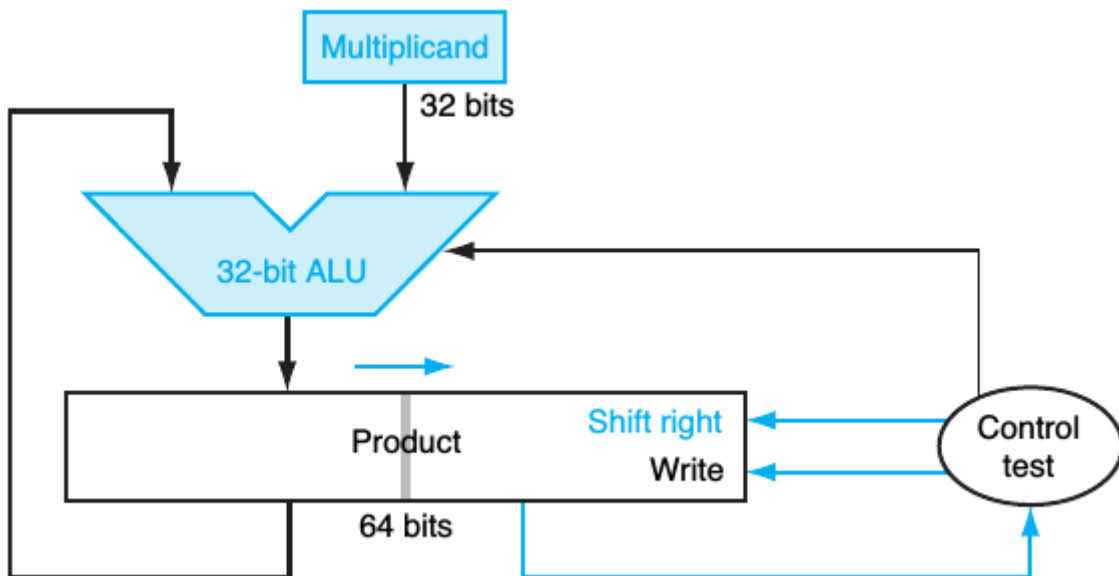 Multiplicand
32 bits
32-bit ALU
Shift right
Product
Write
64 bits
Control
test